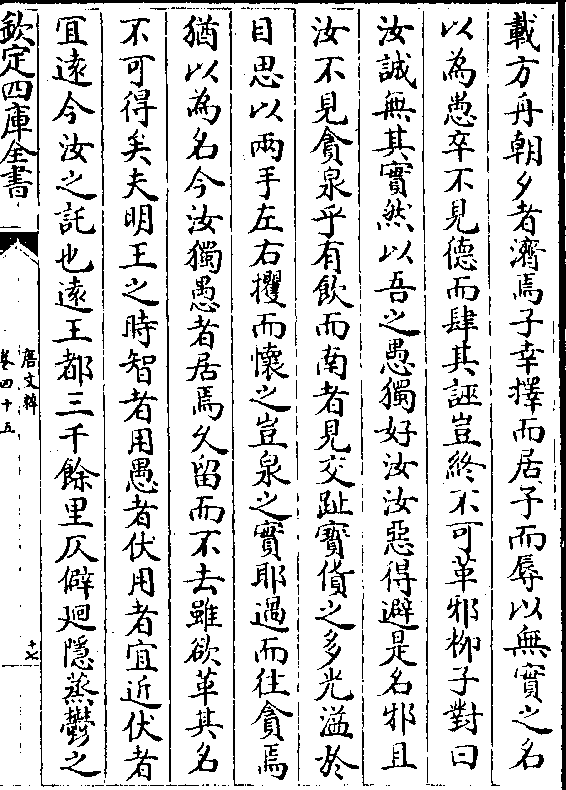 載方舟朝夕者濟焉子幸擇而居予而辱以無實之名
以為愚卒不見德而肆其誣豈終不可革邪柳子對曰
汝誠無其實然以吾之愚獨好汝汝惡得避是名邪且
汝不見貪泉乎有飲而南者見交趾寳貨之多光溢於
目思以兩手左右攫而懷之豈泉之實耶過而往貪焉
猶以為名今汝獨愚者居焉久留而不去雖欲革其名
不可得矣夫明王之時智者用愚者伏用者宜近伏者
宜遠今汝之託也遠王都三千餘里仄僻廻隱蒸鬱之
欽定四庫全書
唐文粹
卷四十五
十七